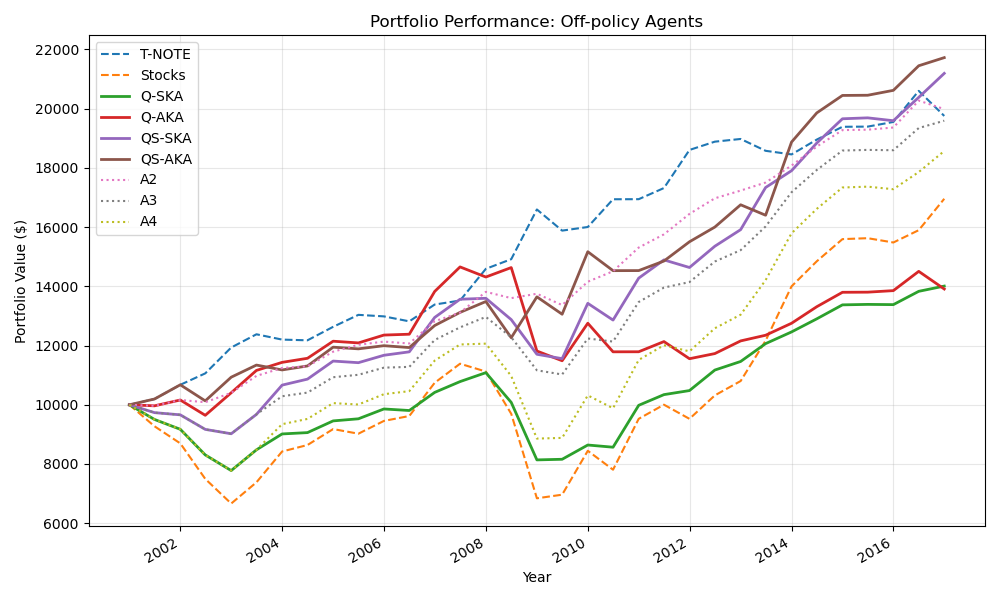 Portfolio Performance: Off-policy Agents
Portfolio Value ($)
22000
20000
18000
16000
14000
12000
10000
8000
6000
T-NOTE
Stocks
Q-SKA
Q-AKA
QS-SKA
QS-AKA
A2
A3
A4
2002
2004
2006
2008
2010
2012
2014
2016
Year